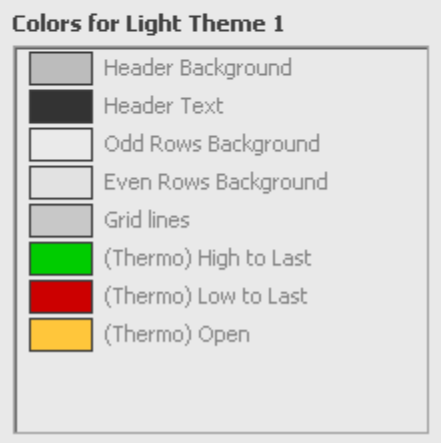 Colors for Light Theme 1
Header Background
Header Text
Odd Rows Background
Even Rows Background
Grid lines
(Thermo) High to Last
(Thermo) Low to Last
(Thermo) Open